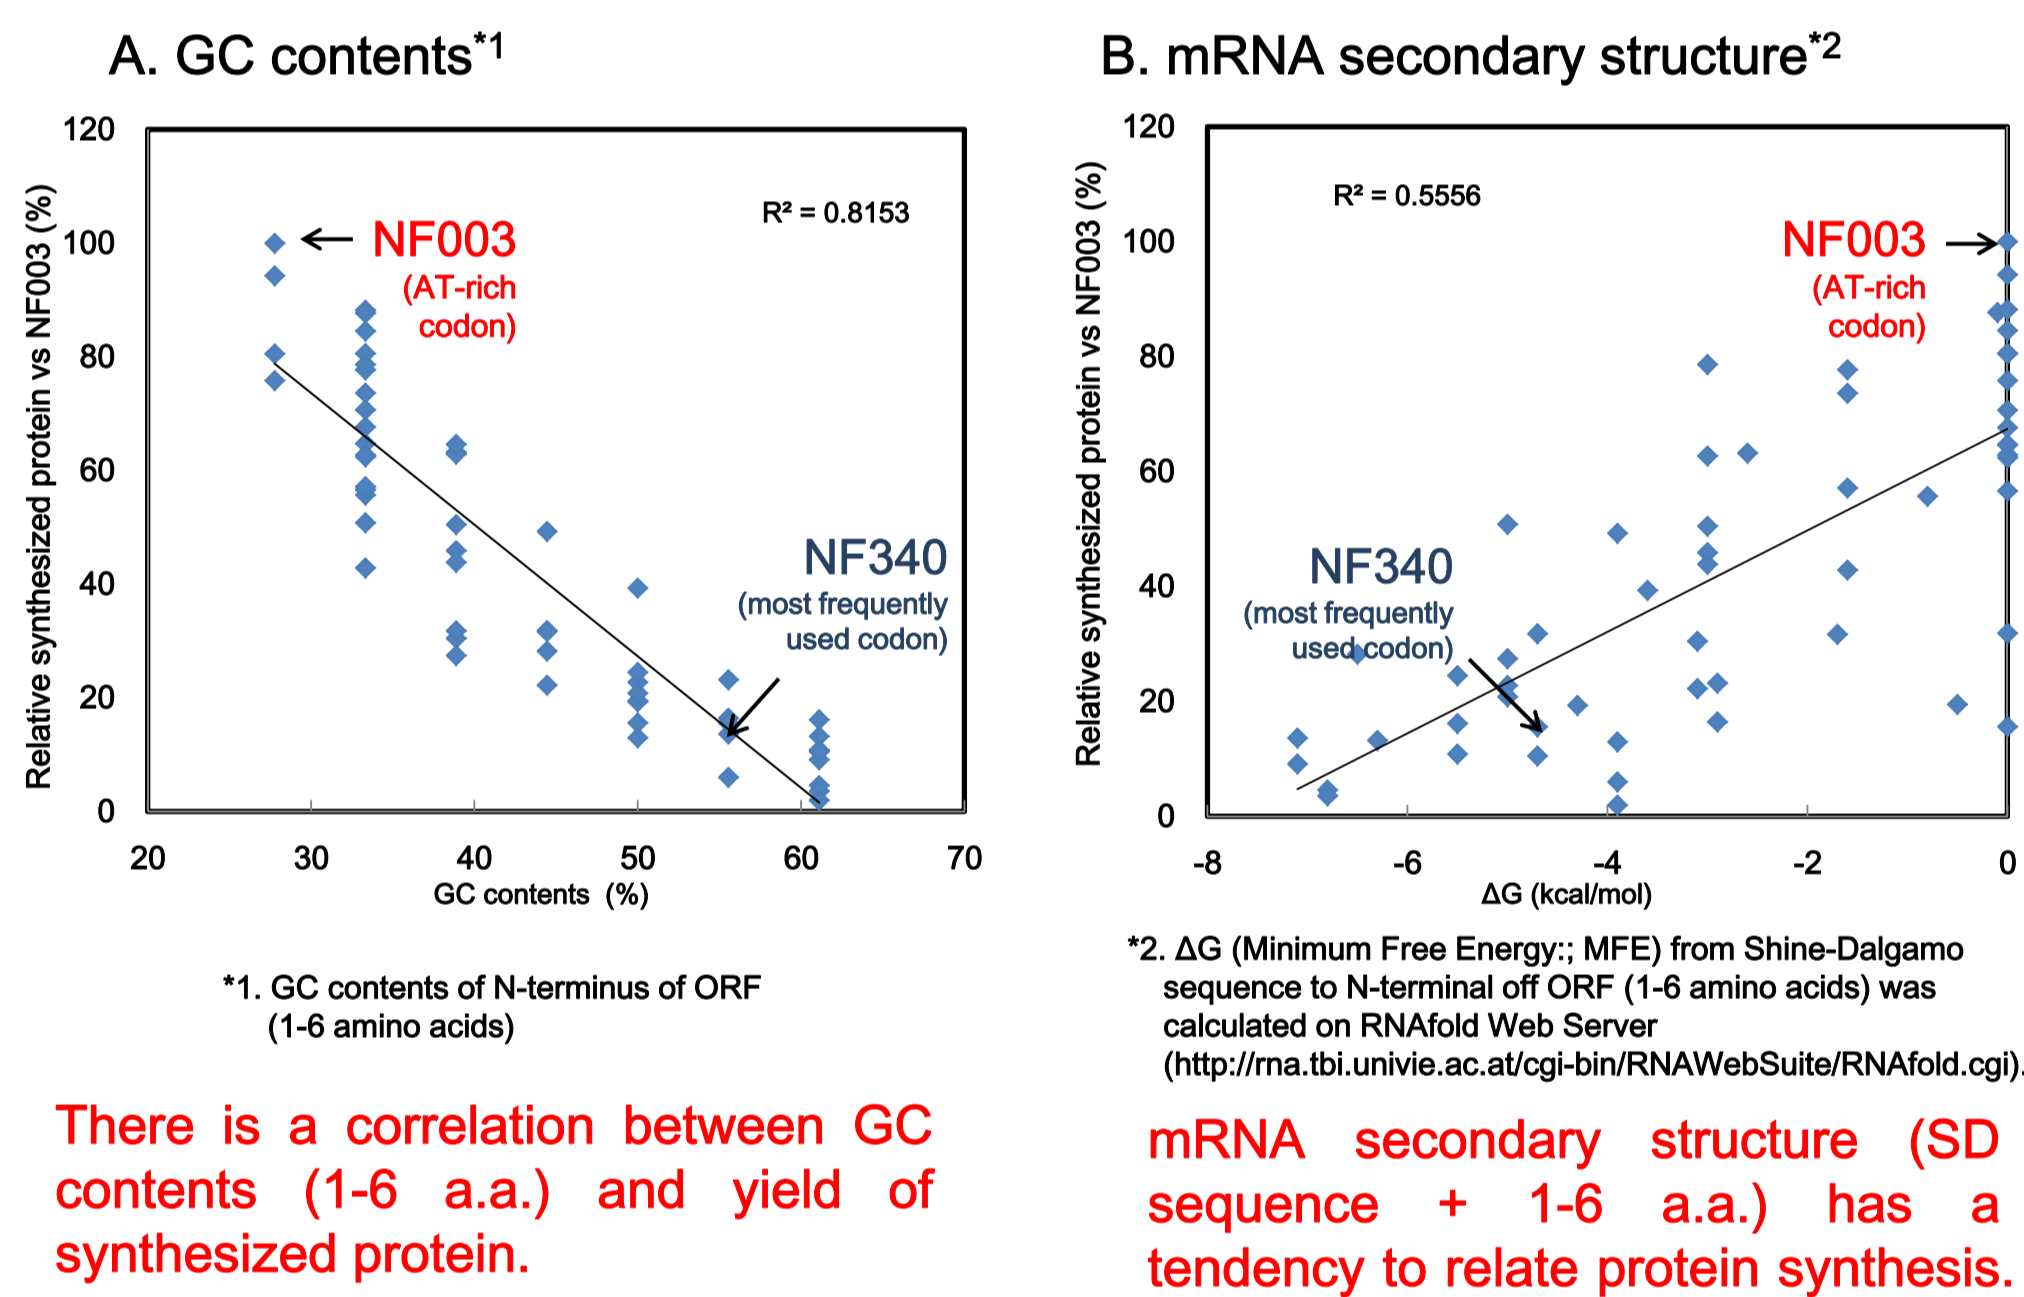 A. GC contents*1
120
100
80
60
40
20
0
Relative synthesized protein vs NF003 (%)
R² = 0.8153
NF003
(AT-rich
codon)
NF340
(most frequently
used codon)
20 30 40 50 60 70
GC contents (%)
*1. GC contents of N-terminus of ORF
(1-6 amino acids)
There is a correlation between GC
contents (1-6 a.a.) and yield of
synthesized protein.
B. mRNA secondary structure*2
120
100
80
60
40
20
0
Relative synthesized protein vs NF003 (%)
R² = 0.5556
NF003
(AT-rich
codon)
NF340
(most frequently
used codon)
-8 -6 -4 -2 0
ΔG (kcal/mol)
*2. ΔG (Minimum Free Energy:; MFE) from Shine-Dalgamo
sequence to N-terminal off ORF (1-6 amino acids) was
calculated on RNAfold Web Server
(http://rna.tbi.univie.ac.at/cgi-bin/RNAWebSuite/RNAfold.cgi).
mRNA secondary structure (SD
sequence + 1-6 a.a.) has a
tendency to relate protein synthesis.